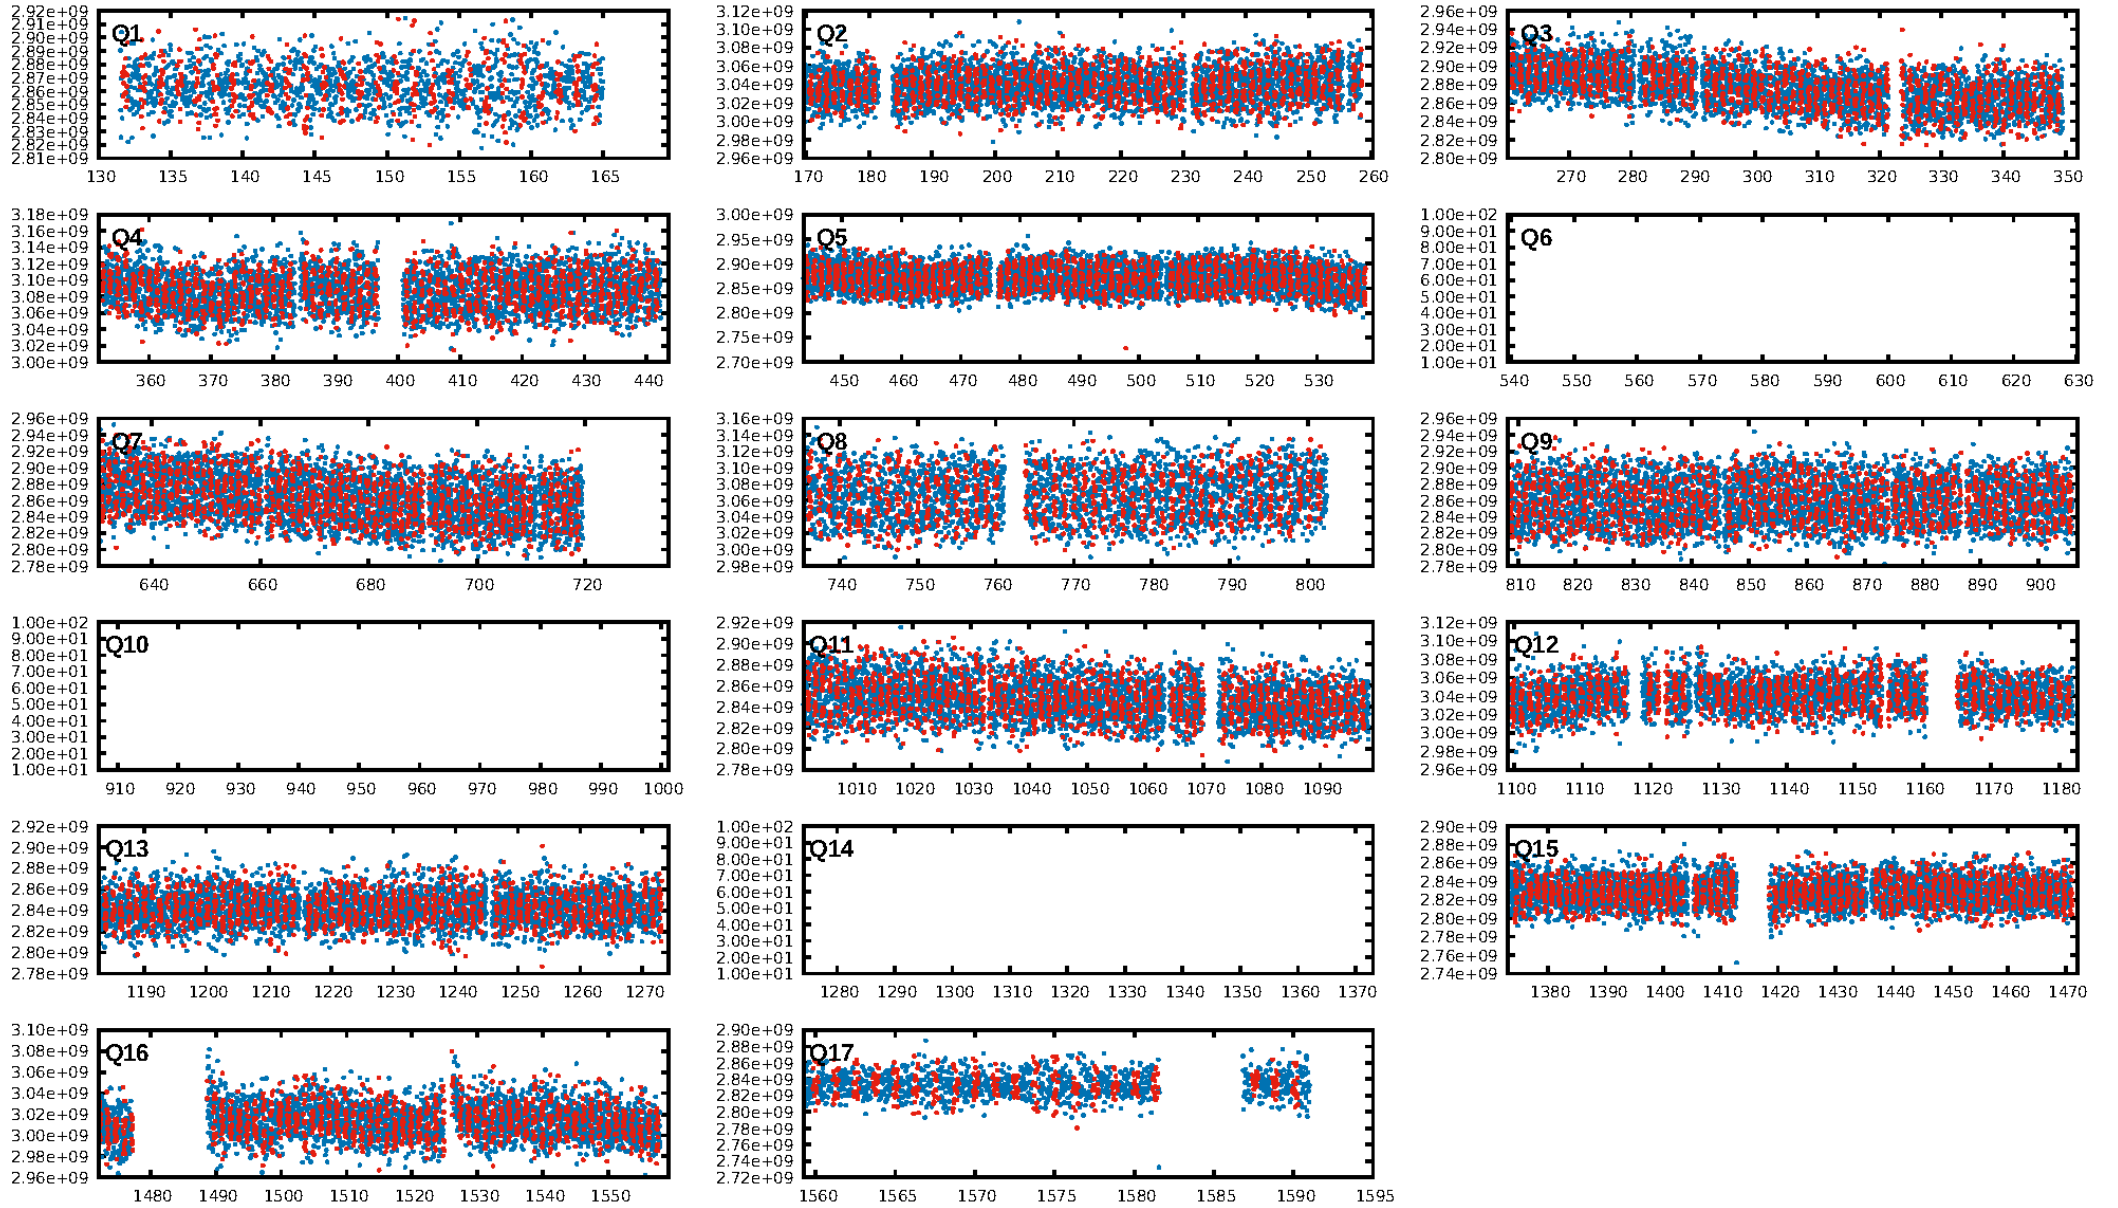 Q1
2.92e+09
2.91e+09
2.90e+09
2.89e+09
2.88e+09
2.87e+09
2.86e+09
2.85e+09
2.84e+09
2.83e+09
2.82e+09
2.81e+09
130 135 140 145 150 155 160 165
Q2
3.12e+09
3.10e+09
3.08e+09
3.06e+09
3.04e+09
3.02e+09
3.00e+09
2.98e+09
2.96e+09
170 180 190 200 210 220 230 240 250 260
Q3
2.96e+09
2.94e+09
2.92e+09
2.90e+09
2.88e+09
2.86e+09
2.84e+09
2.82e+09
2.80e+09
270 280 290 300 310 320 330 340 350
Q4
3.18e+09
3.16e+09
3.14e+09
3.12e+09
3.10e+09
3.08e+09
3.06e+09
3.04e+09
3.02e+09
3.00e+09
360 370 380 390 400 410 420 430 440
Q5
3.00e+09
2.95e+09
2.90e+09
2.85e+09
2.80e+09
2.75e+09
2.70e+09
450 460 470 480 490 500 510 520 530
Q6
1.00e+02
9.00e+01
8.00e+01
7.00e+01
6.00e+01
5.00e+01
4.00e+01
3.00e+01
2.00e+01
1.00e+01
540 550 560 570 580 590 600 610 620 630
Q7
2.96e+09
2.94e+09
2.92e+09
2.90e+09
2.88e+09
2.86e+09
2.84e+09
2.82e+09
2.80e+09
2.78e+09
640 660 680 700 720
Q8
3.16e+09
3.14e+09
3.12e+09
3.10e+09
3.08e+09
3.06e+09
3.04e+09
3.02e+09
3.00e+09
2.98e+09
740 750 760 770 780 790 800
Q9
2.96e+09
2.94e+09
2.92e+09
2.90e+09
2.88e+09
2.86e+09
2.84e+09
2.82e+09
2.80e+09
2.78e+09
810 820 830 840 850 860 870 880 890 900
Q10
1.00e+02
9.00e+01
8.00e+01
7.00e+01
6.00e+01
5.00e+01
4.00e+01
3.00e+01
2.00e+01
1.00e+01
910 920 930 940 950 960 970 980 990 1000
Q11
2.92e+09
2.90e+09
2.88e+09
2.86e+09
2.84e+09
2.82e+09
2.80e+09
2.78e+09
1010 1020 1030 1040 1050 1060 1070 1080 1090
Q12
3.12e+09
3.10e+09
3.08e+09
3.06e+09
3.04e+09
3.02e+09
3.00e+09
2.98e+09
2.96e+09
1100 1110 1120 1130 1140 1150 1160 1170 1180
Q13
2.92e+09
2.90e+09
2.88e+09
2.86e+09
2.84e+09
2.82e+09
2.80e+09
2.78e+09
1190 1200 1210 1220 1230 1240 1250 1260 1270
Q14
1.00e+02
9.00e+01
8.00e+01
7.00e+01
6.00e+01
5.00e+01
4.00e+01
3.00e+01
2.00e+01
1.00e+01
1280 1290 1300 1310 1320 1330 1340 1350 1360 1370
Q15
2.90e+09
2.88e+09
2.86e+09
2.84e+09
2.82e+09
2.80e+09
2.78e+09
2.76e+09
2.74e+09
1380 1390 1400 1410 1420 1430 1440 1450 1460 1470
Q16
3.10e+09
3.08e+09
3.06e+09
3.04e+09
3.02e+09
3.00e+09
2.98e+09
2.96e+09
1480 1490 1500 1510 1520 1530 1540 1550
Q17
2.90e+09
2.88e+09
2.86e+09
2.84e+09
2.82e+09
2.80e+09
2.78e+09
2.76e+09
2.74e+09
2.72e+09
1560 1565 1570 1575 1580 1585 1590 1595